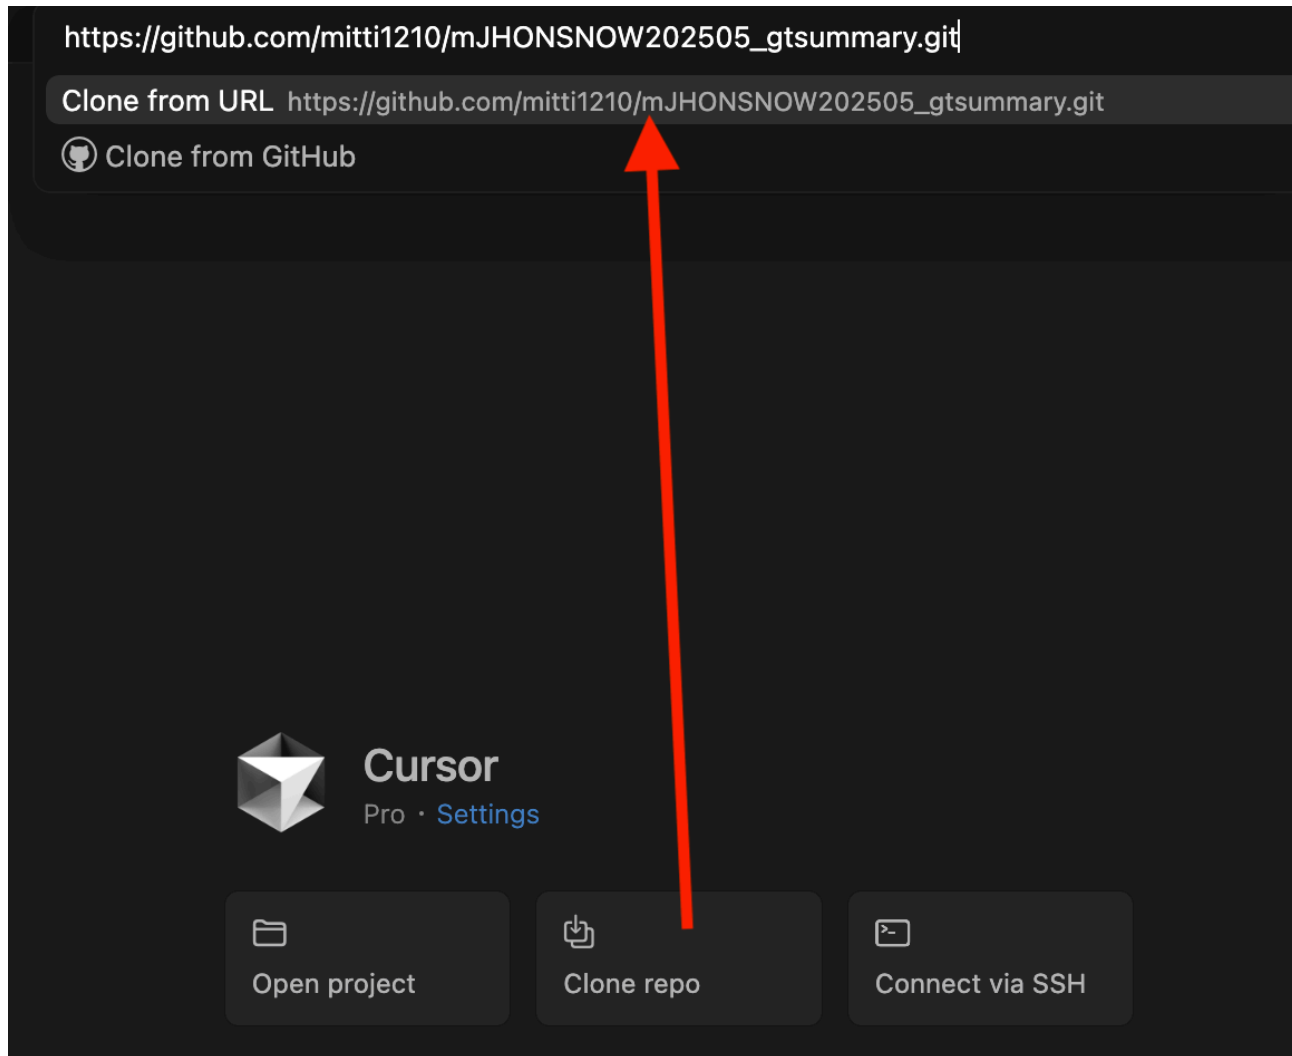 https://github.com/mitti1210/mJHONSNOW202505_gtsummary.git
Clone from URL https://github.com/mitti1210/mJHONSNOW202505_gtsummary.git
Clone from GitHub
Cursor
Pro · Settings
Open project
Clone repo
Connect via SSH